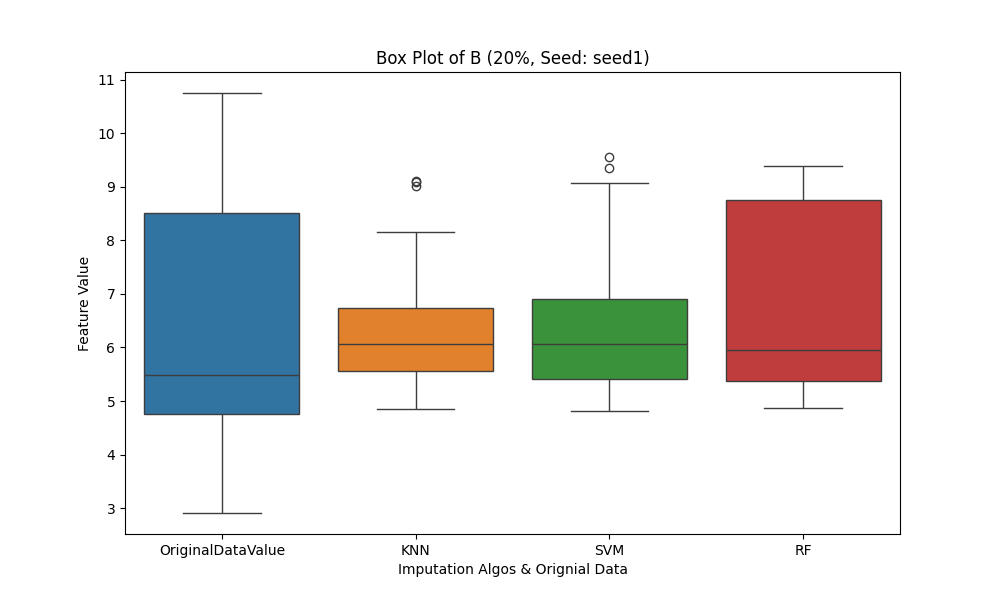 Box Plot of B (20%, Seed: seed1)
11
10
9
8
7
6
5
4
3
Feature Value
OriginalDataValue
KNN
SVM
RF
Imputation Algos & Orignial Data